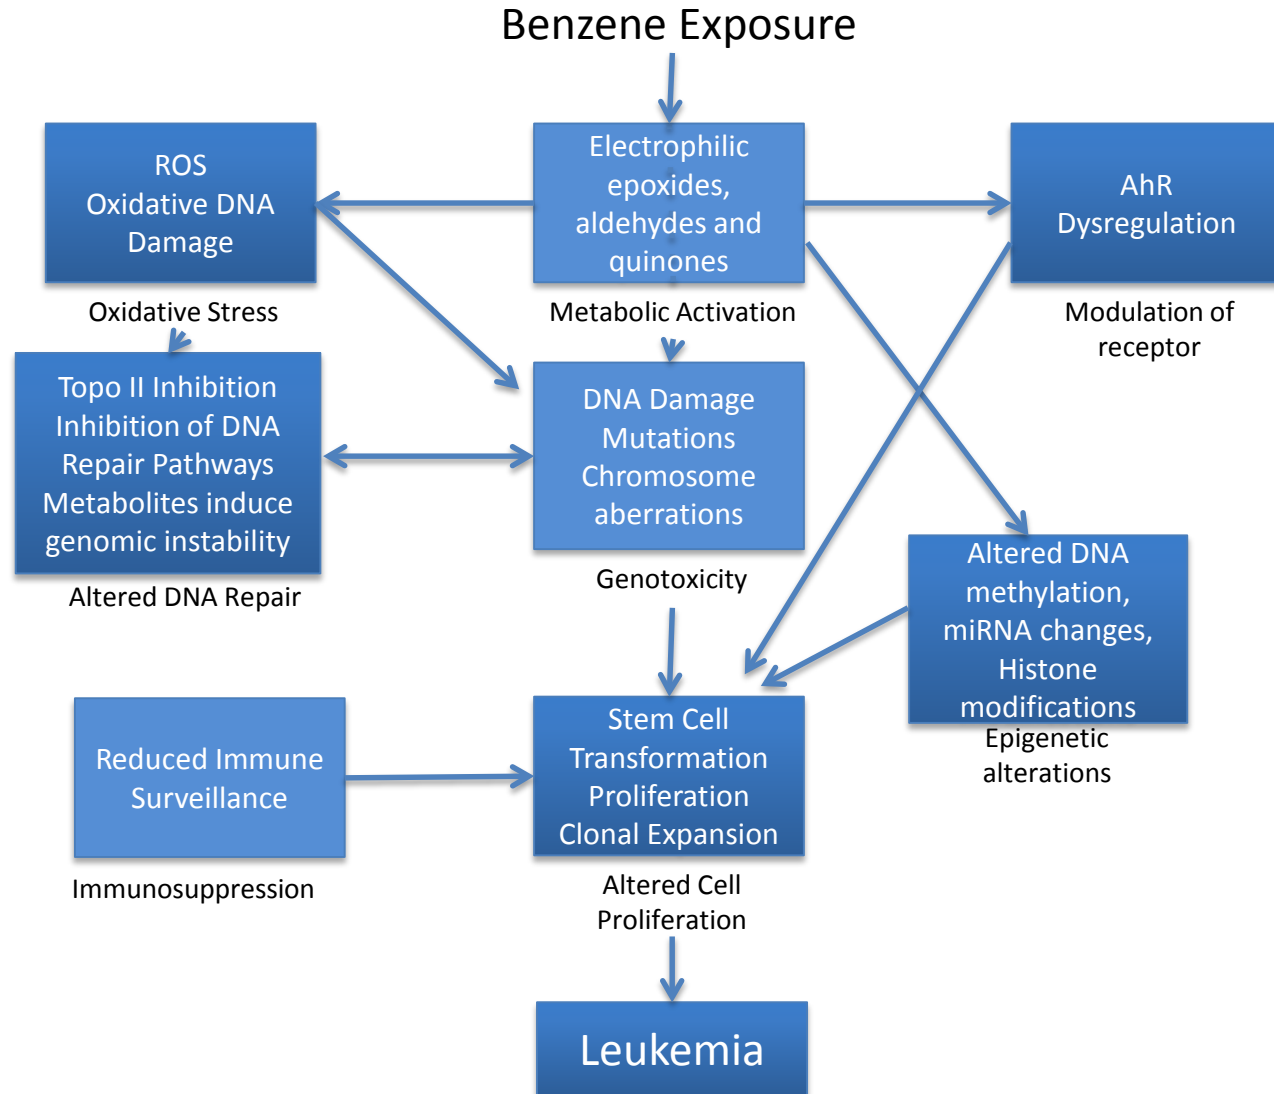 Benzene Exposure
ROS
Oxidative DNA
Damage
Oxidative Stress
Electrophilic
epoxides,
aldehydes and
quinones
Metabolic Activation
AhR
Dysregulation
Modulation of
receptor
Topo II Inhibition
Inhibition of DNA
Repair Pathways
Metabolites induce
genomic instability
Altered DNA Repair
DNA Damage
Mutations
Chromosome
aberrations
Genotoxicity
Altered DNA
methylation,
miRNA changes,
Histone
modifications
Epigenetic
alterations
Reduced Immune
Surveillance
Immunosuppression
Stem Cell
Transformation
Proliferation
Clonal Expansion
Altered Cell
Proliferation
Leukemia